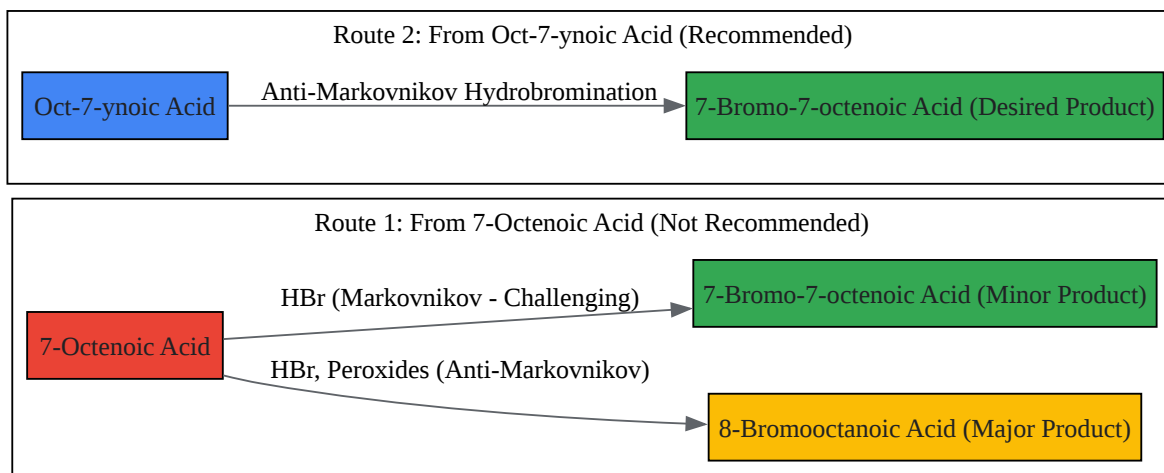 Route 2: From Oct-7-ynoic Acid (Recommended)
Oct-7-ynoic Acid
Anti-Markovnikov Hydrobromination
7-Bromo-7-octenoic Acid (Desired Product)
Route 1: From 7-Octenoic Acid (Not Recommended)
7-Octenoic Acid
HBr (Markovnikov - Challenging)
7-Bromo-7-octenoic Acid (Minor Product)
HBr, Peroxides (Anti-Markovnikov)
8-Bromooctanoic Acid (Major Product)